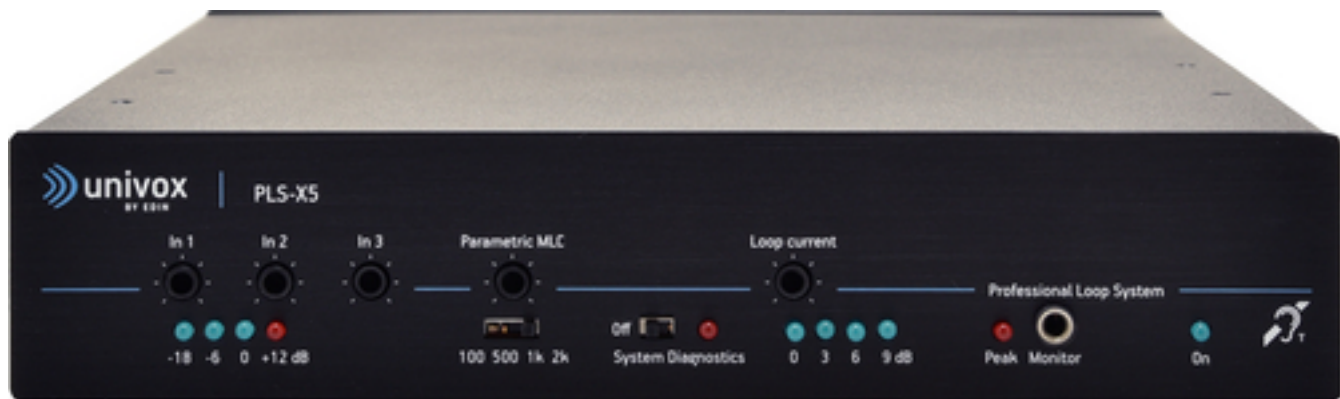 univox
BY EDIN
PLS-X5
In 1 In 2 In 3 Parametric MLC Loop current
Professional Loop System
Off
-18 -6 0 +12 dB 100 500 1k 2k System Diagnostics 0 3 6 9 dB Peak Monitor On
T